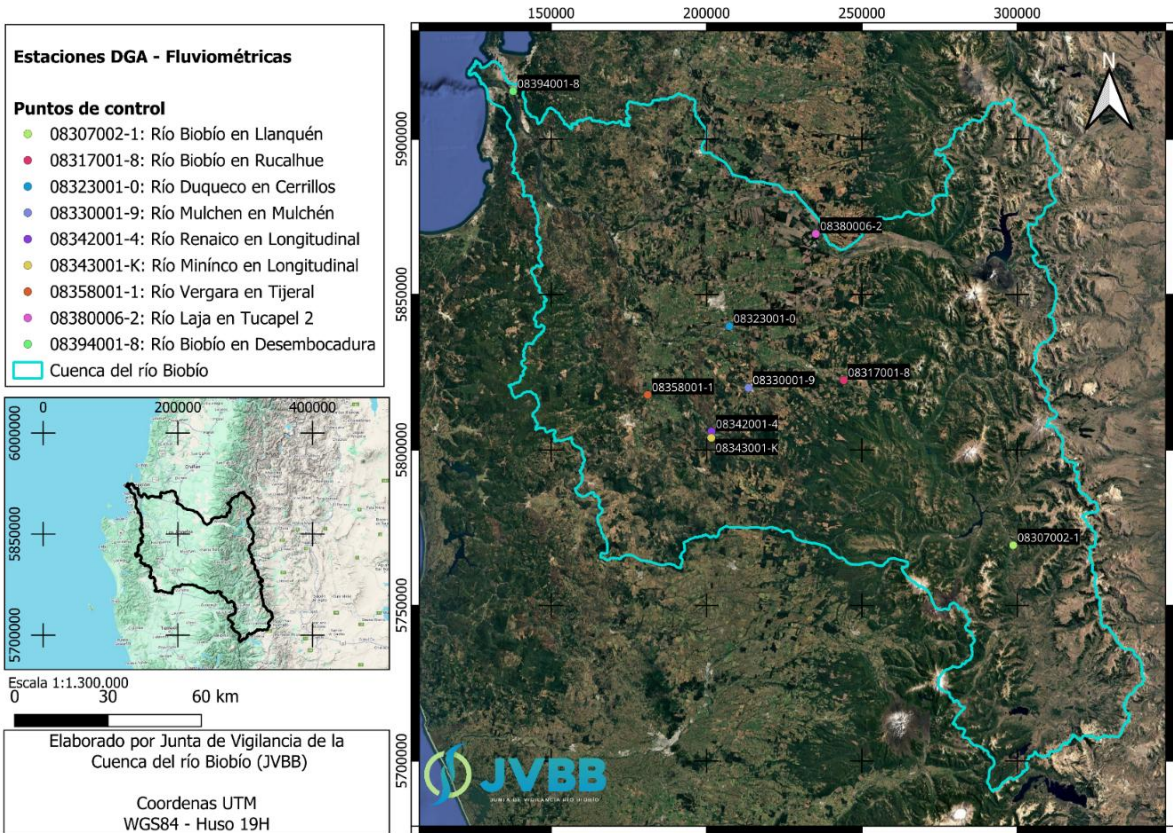 Estaciones DGA - Fluviométricas
Puntos de control
08307002-1: Río Biobío en Llanquén
08317001-8: Río Biobío en Rucalhue
08323001-0: Río Duqueco en Cerrillos
08330001-9: Río Mulchen en Mulchén
08342001-4: Río Renaico en Longitudinal
08343001-K: Río Minínco en Longitudinal
08358001-1: Río Vergara en Tijeral
08380006-2: Río Laja en Tucapel 2
08394001-8: Río Biobío en Desembocadura
Cuenca del río Biobío
0 200000 400000
6000000
5850000
5700000
Escala 1:1.300.000
0 30 60 km
Elaborado por Junta de Vigilancia de la
Cuenca del río Biobío (JVBB)
Coordenas UTM
WGS84 - Huso 19H
150000 200000 250000 300000
5900000
5850000
5800000
5750000
5700000
N
08394001-8
08380006-2
08323001-0
08317001-8
08330001-9
08358001-1
08342001-4
08343001-K
08307002-1
JVBB
JUNTA DE VIGILANCIA RÍO BIOBÍO